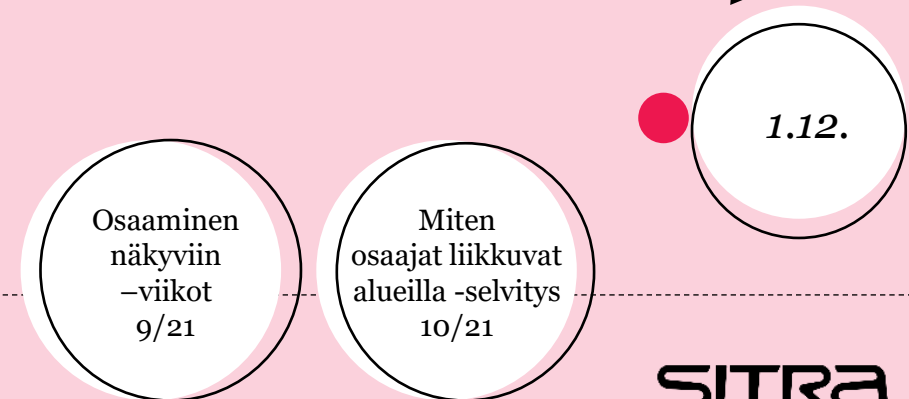 1.12.
Osaaminen
näkyviin
–viikot
9/21
Miten
osaajat liikkuvat
alueilla -selvitys
10/21
SITRA